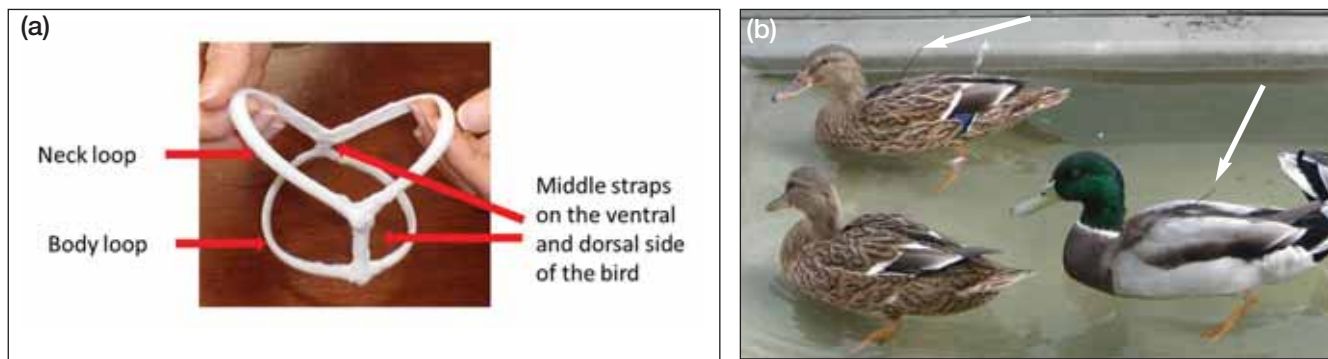 (a)
Neck loop
Body loop
Middle straps
on the ventral
and dorsal side
of the bird
(b)